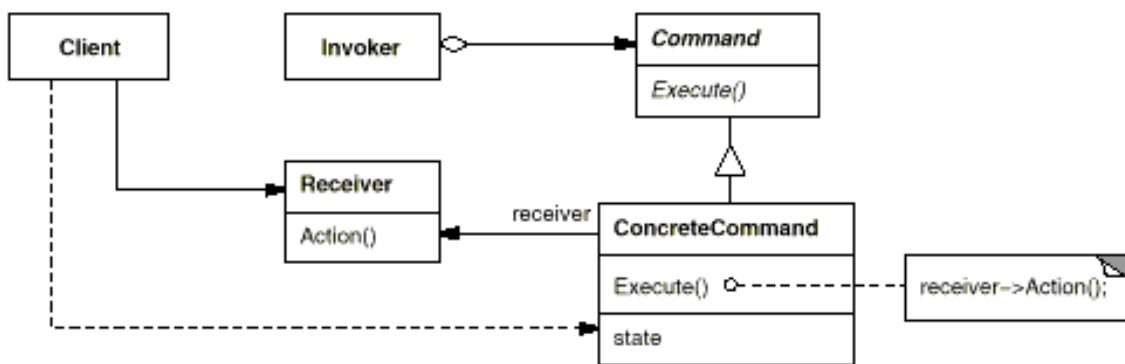 Client
Invoker
Command
Execute()
Receiver
Action()
receiver
ConcreteCommand
Execute()
receiver->Action();
state